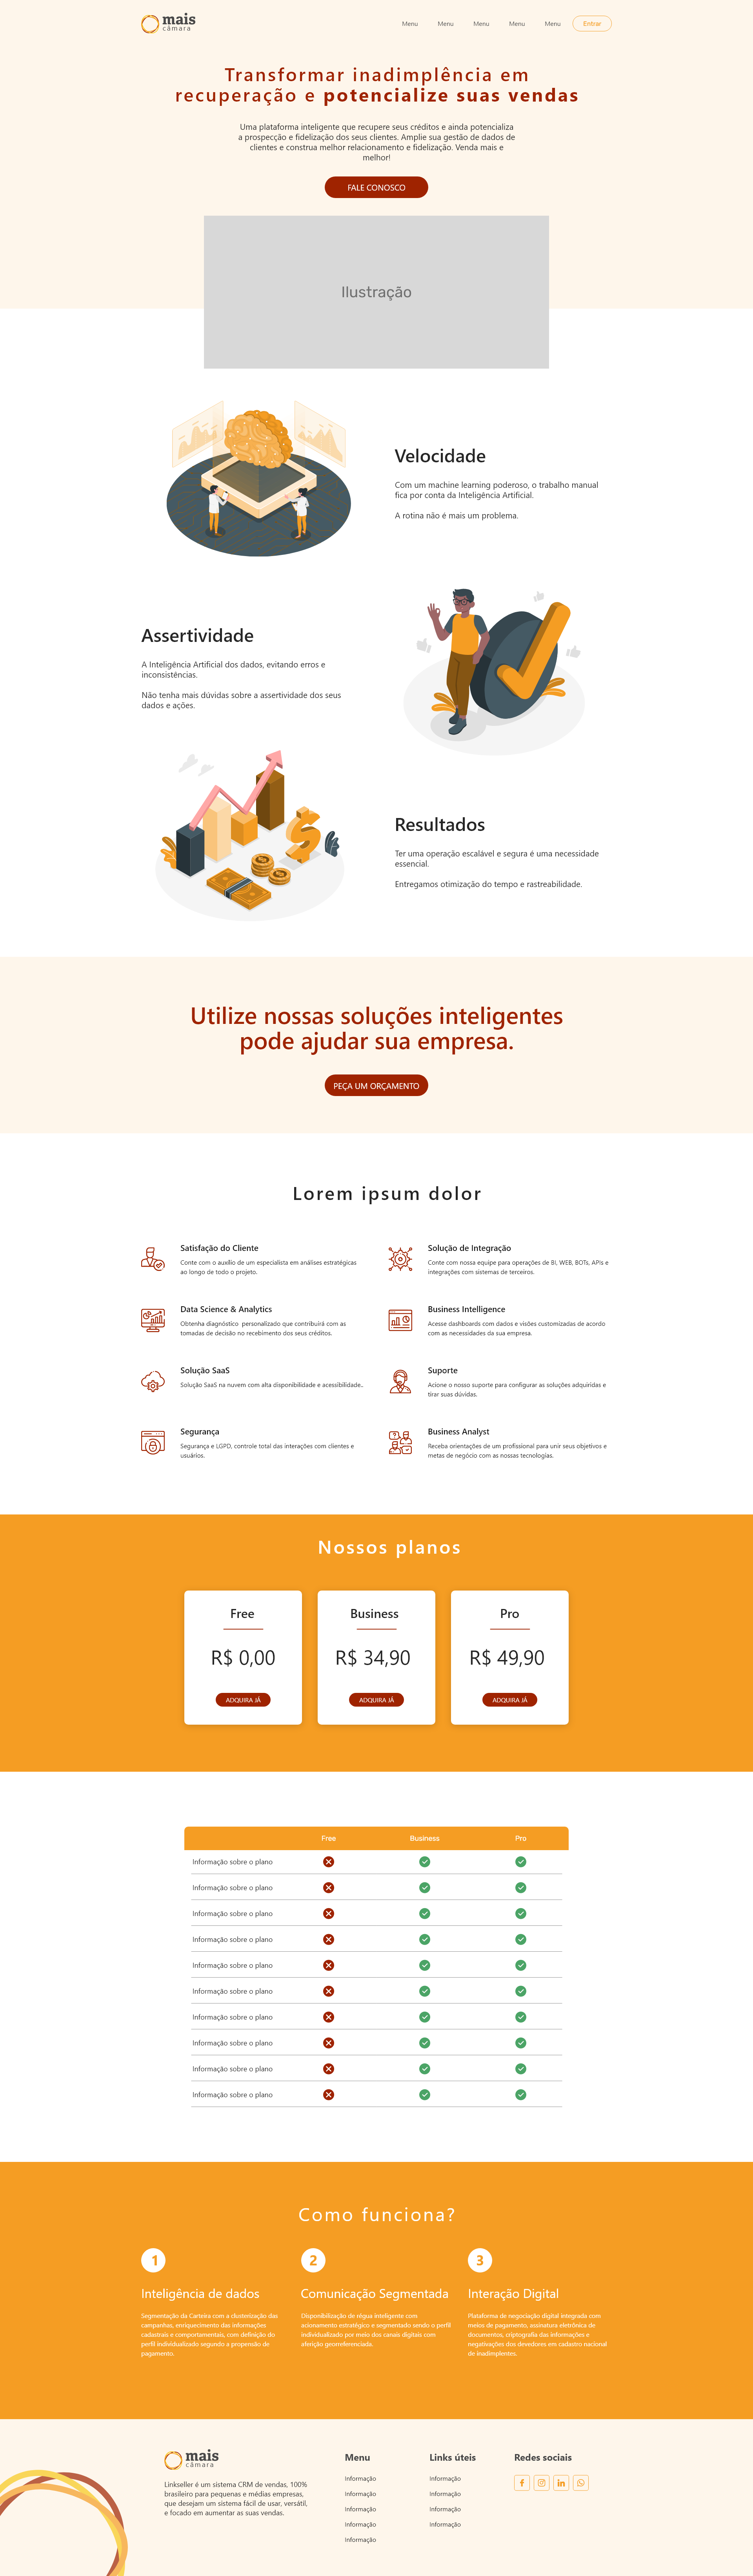 mais
câmara
Menu
Menu
Menu
Menu
Menu
Entrar
Transformar inadimplência em
recuperação e potencialize suas vendas
Uma plataforma inteligente que recupere seus créditos e ainda potencializa
a prospecção e fidelização dos seus clientes. Amplie sua gestão de dados de
clientes e construa melhor relacionamento e fidelização. Venda mais e
melhor!
FALE CONOSCO
Ilustração
Velocidade
Com um machine learning poderoso, o trabalho manual
fica por conta da Inteligência Artificial.
A rotina não é mais um problema.
Assertividade
A Inteligência Artificial dos dados, evitando erros e
inconsistências.
Não tenha mais dúvidas sobre a assertividade dos seus
dados e ações.
Resultados
Ter uma operação escalável e segura é uma necessidade
essencial.
Entregamos otimização do tempo e rastreabilidade.
Utilize nossas soluções inteligentes
pode ajudar sua empresa.
PEÇA UM ORÇAMENTO
Lorem ipsum dolor
Satisfação do Cliente
Conte com o auxílio de um especialista em análises estratégicas
ao longo de todo o projeto.
Solução de Integração
Conte com nossa equipe para operações de BI, WEB, BOTs, APIs e
integrações com sistemas de terceiros.
Data Science & Analytics
Obtenha diagnóstico personalizado que contribuirá com as
tomadas de decisão no recebimento dos seus créditos.
Business Intelligence
Acesse dashboards com dados e visões customizadas de acordo
com as necessidades da sua empresa.
Solução SaaS
Solução SaaS na nuvem com alta disponibilidade e acessibilidade..
Suporte
Acione o nosso suporte para configurar as soluções adquiridas e
tirar suas dúvidas.
Segurança
Segurança e LGPD, controle total das interações com clientes e
usuários.
Business Analyst
Receba orientações de um profissional para unir seus objetivos e
metas de negócio com as nossas tecnologias.
Nossos planos
Free
R$ 0,00
ADQUIRA JÁ
Business
R$ 34,90
ADQUIRA JÁ
Pro
R$ 49,90
ADQUIRA JÁ
Free
Business
Pro
Informação sobre o plano
Informação sobre o plano
Informação sobre o plano
Informação sobre o plano
Informação sobre o plano
Informação sobre o plano
Informação sobre o plano
Informação sobre o plano
Informação sobre o plano
Informação sobre o plano
Como funciona?
1
Inteligência de dados
Segmentação da Carteira com a clusterização das
campanhas, enriquecimento das informações
cadastrais e comportamentais, com definição do
perfil individualizado segundo a propensão de
pagamento.
2
Comunicação Segmentada
Disponibilização de régua inteligente com
acionamento estratégico e segmentado sendo o perfil
individualizado por meio dos canais digitais com
aferição georreferenciada.
3
Interação Digital
Plataforma de negociação digital integrada com
meios de pagamento, assinatura eletrônica de
documentos, criptografia das informações e
negativações dos devedores em cadastro nacional
de inadimplentes.
mais
câmara
Linkseller é um sistema CRM de vendas, 100%
brasileiro para pequenas e médias empresas,
que desejam um sistema fácil de usar, versátil,
e focado em aumentar as suas vendas.
Menu
Informação
Informação
Informação
Informação
Informação
Links úteis
Informação
Informação
Informação
Informação
Redes sociais